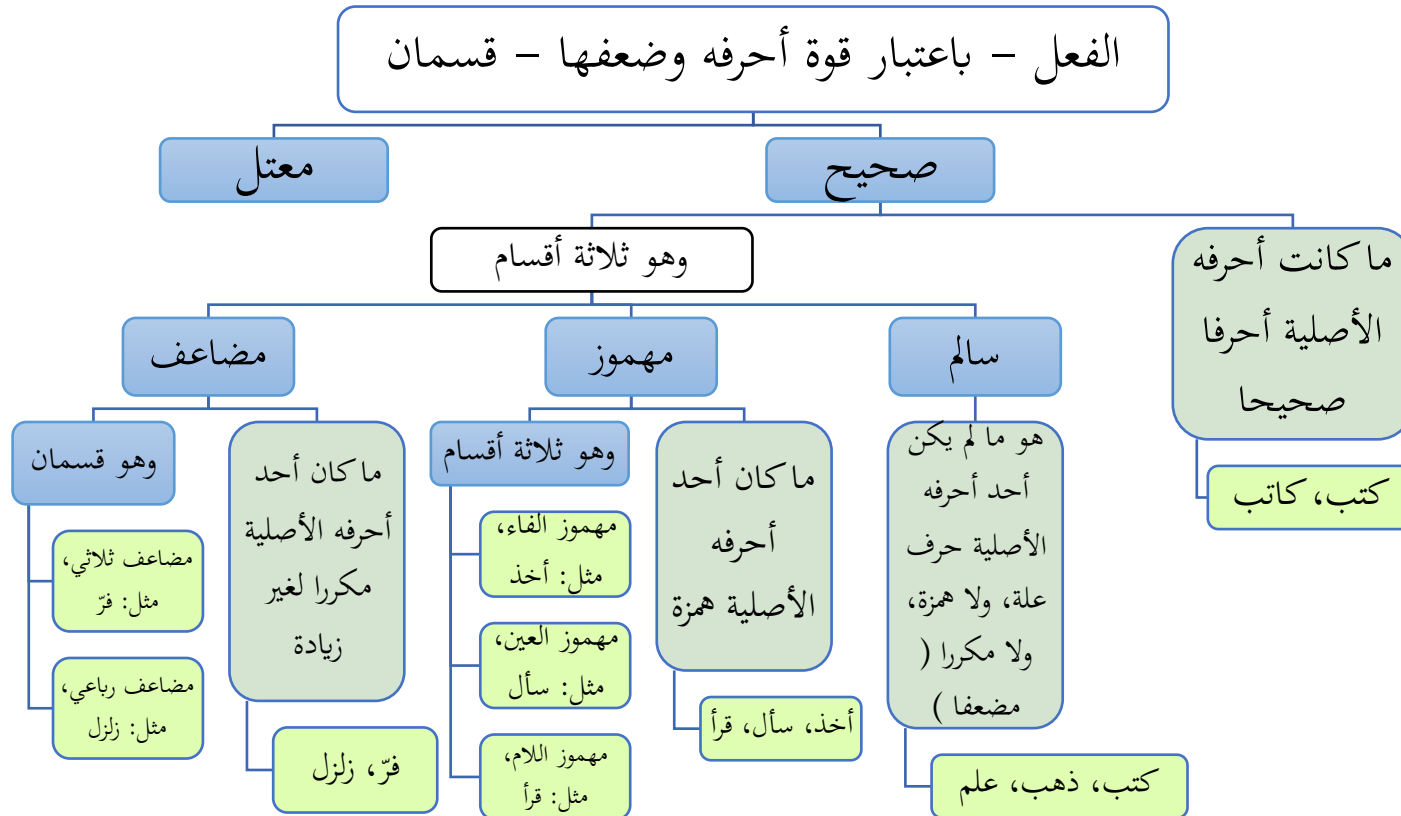 الفعل – باعتبار قوة أحرفه وضعفها – قسمان
صحيح
معتل
ما كانت أحرفه
الأصلية أحرفا
صحيحا
كتب، كاتب
وهو ثلاثة أقسام
سالم
هو ما لم يكن
أحد أحرفه
الأصلية حرف
علة، ولا همزة،
ولا مكررا (
مضعفا )
كتب، ذهب، علم
مهموز
ما كان أحد
أحرفه
الأصلية همزة
أخذ، سأل، قرأ
وهو ثلاثة أقسام
مهموز الفاء،
مثل: أخذ
مهموز العين،
مثل: سأل
مهموز اللام،
مثل: قرأ
مضاعف
ما كان أحد
أحرفه الأصلية
مكررا لغير
زيادة
فرّ، زلزل
وهو قسمان
مضاعف ثلاثي،
مثل: فرّ
مضاعف رباعي،
مثل: زلزل